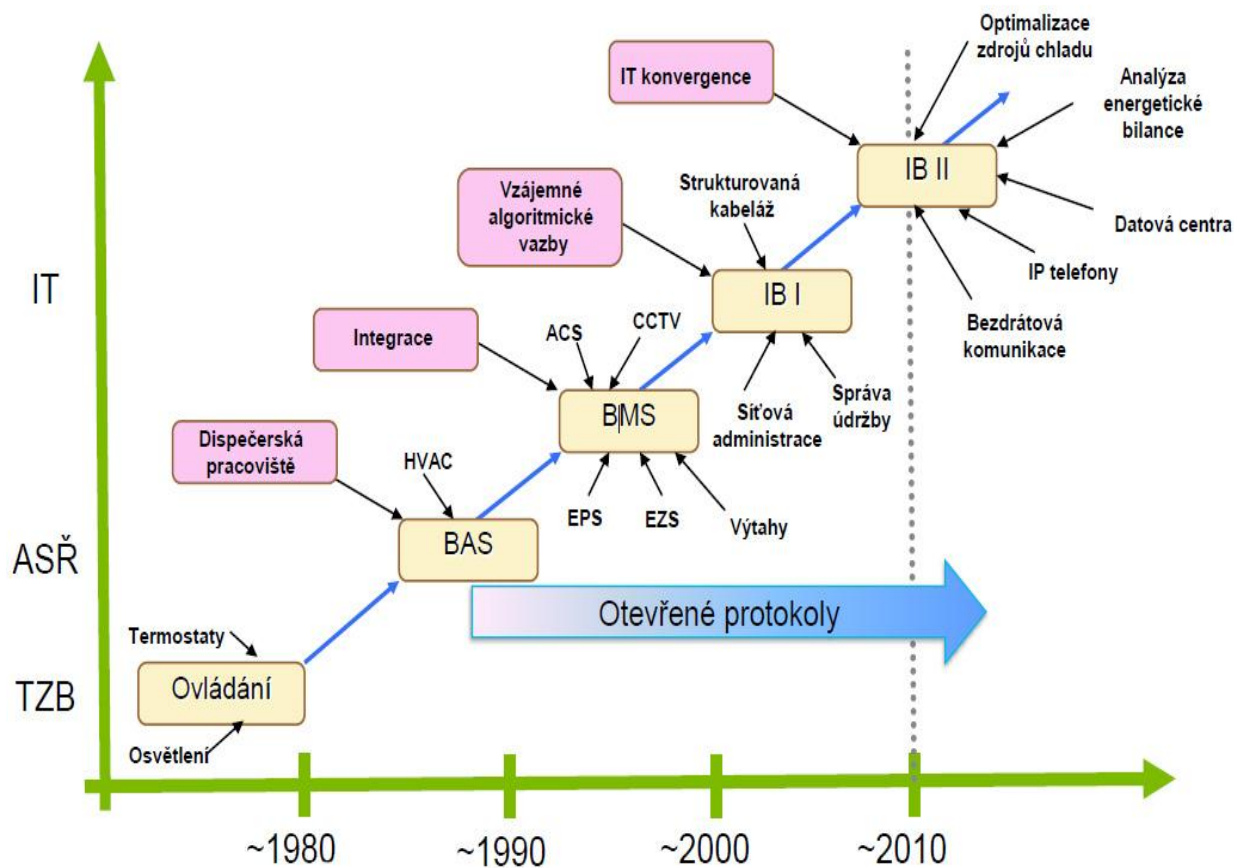 Optimalizace
zdrojů chladu
IT konvergence
Analýza
energetické
bilance
IB II
Vzájemné
algoritmické
vazby
Strukturovaná
kabeláž
Datová centra
IP telefony
IT
IB I
Bezdrátová
komunikace
Integrace
ACS
CCTV
Správa
údržby
Síťová
administrace
BMS
Dispečerská
pracoviště
HVAC
EPS
EZS
Výtahy
BAS
ASŘ
Otevřené protokoly
Termostaty
TZB
Ovládání
Osvětlení
~1980
~1990
~2000
~2010